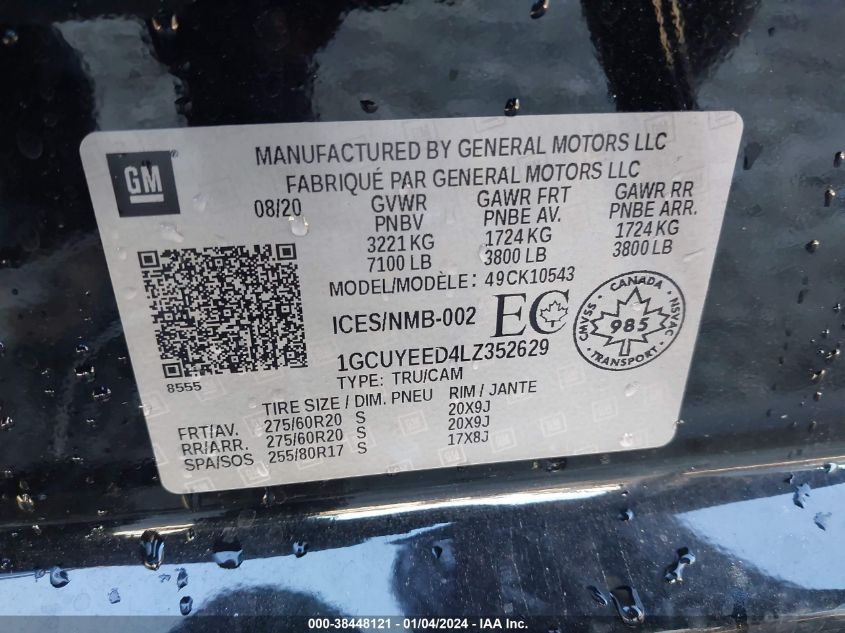 MANUFACTURED BY GENERAL MOTORS LLC
FABRIQUÉ PAR GENERAL MOTORS LLC
GM
®
08/20
GVWR GAWR FRT GAWR RR
PNBV PNBE AV. PNBE ARR.
3221 KG 1724 KG 1724 KG
7100 LB 3800 LB 3800 LB
MODEL/MODÈLE: 49CK10543
ICES/NMB-002 EC
CANADA
CMVSS NSVAC
985
TRANSPORT
1GCUYEED4LZ352629
8555
TYPE: TRU/CAM
TIRE SIZE / DIM. PNEU RIM / JANTE
FRT/AV. 275/60R20 S 20X9J
RR/ARR. 275/60R20 S 20X9J
SPA/SOS 255/80R17 S 17X8J
000-38448121 - 01/04/2024 - IAA Inc.